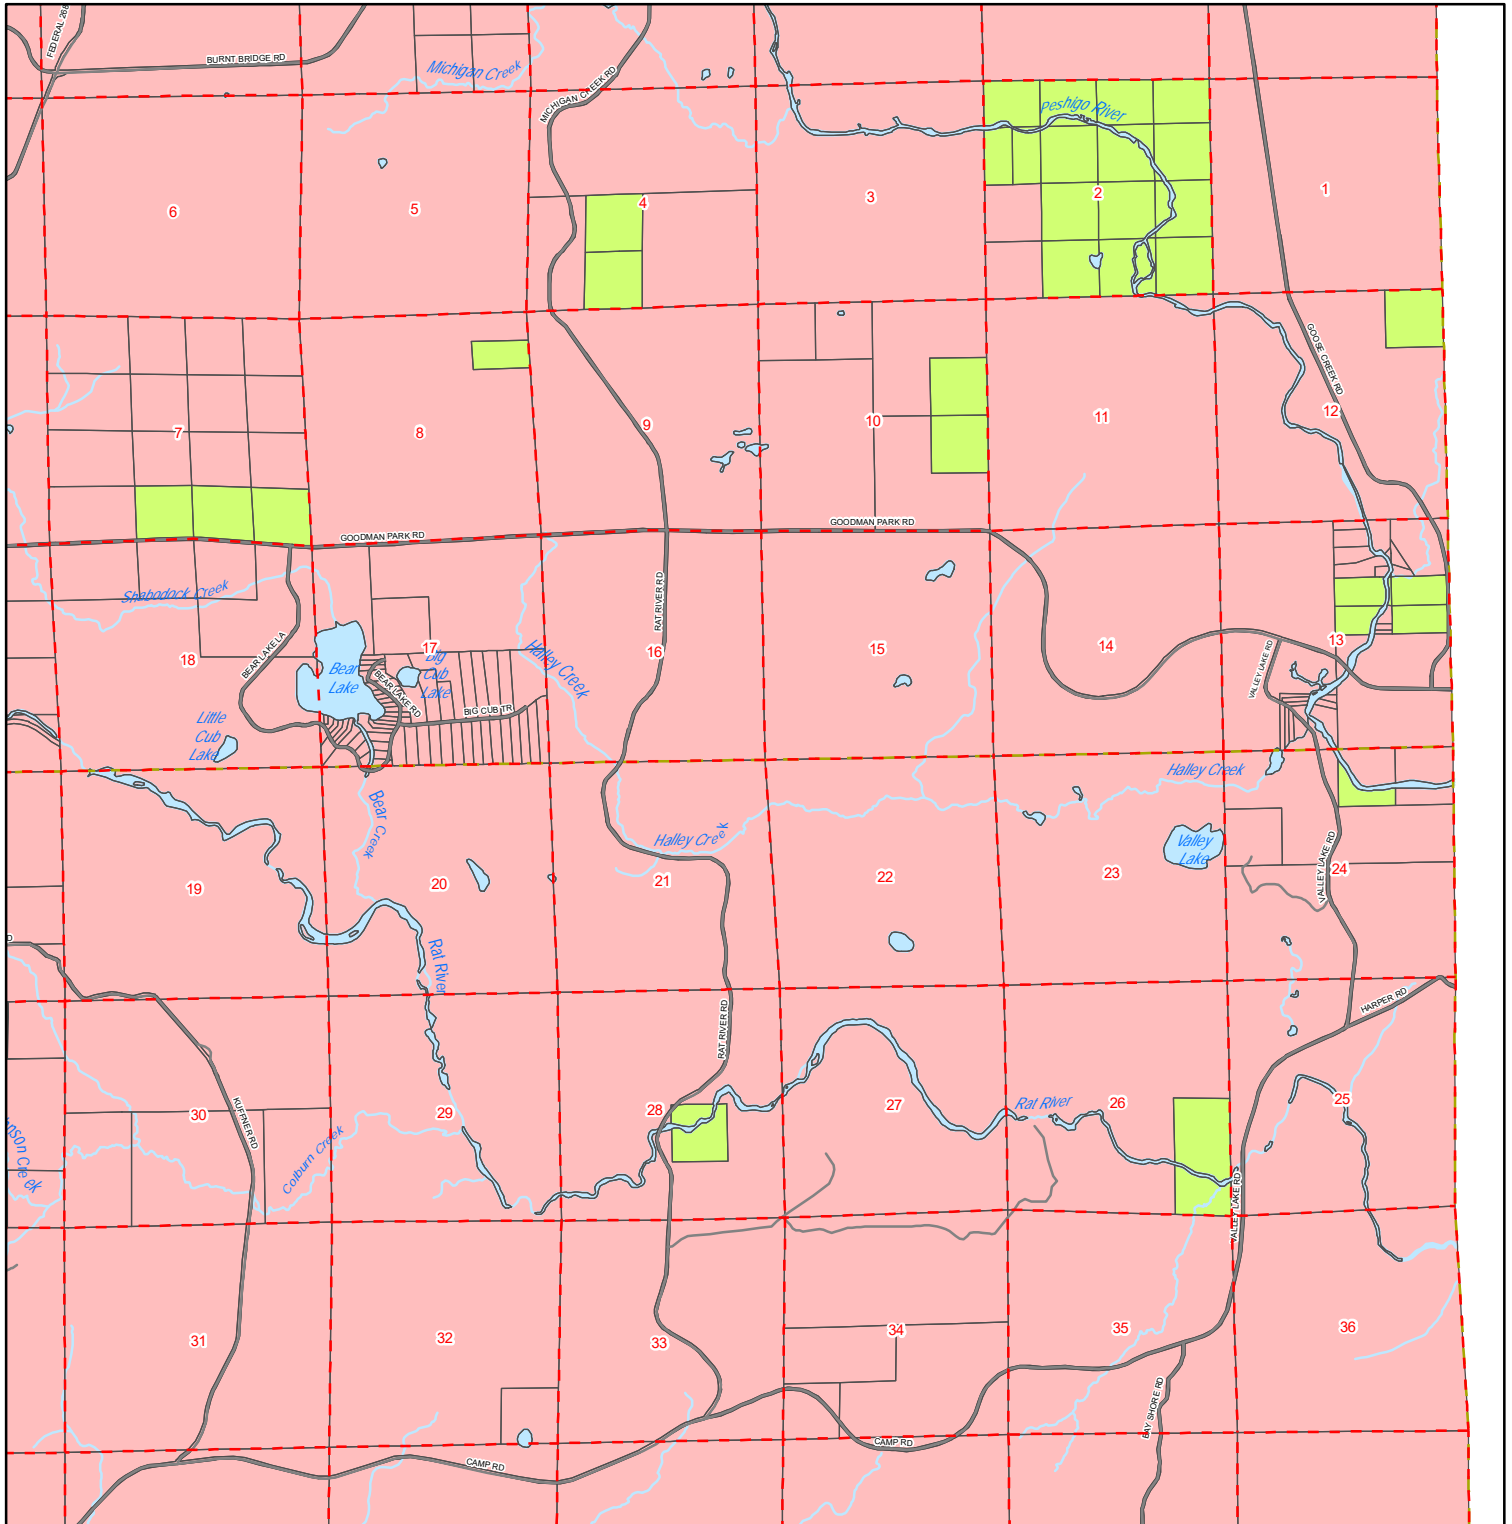 FEDERAL 268
BURNT BRIDGE RD
Michigan Creek
MICHIGAN CREEK RD
Peshigo River
6
5
4
3
2
1
GOOSE CREEK RD
7
8
9
10
11
12
GOODMAN PARK RD
GOODMAN PARK RD
Shabodock Creek
BEAR LAKE LA
18
17
Bear
Lake
Big
Cub
Lake
BEAR LAKE RD
BIG CUB TR
Little
Cub
Lake
Halley Creek
RAT RIVER RD
16
15
14
13
VALLEY LAKE RD
Halley Creek
Bear Creek
Halley Creek
Valley
Lake
VALLEY LAKE RD
19
20
21
22
23
24
D
Rat River
RAT RIVER RD
HARPER RD
KUFFNER RD
30
29
28
27
Rat River
26
25
nson Creek
Colburn Creek
VALLEY LAKE RD
31
32
33
34
35
36
BAY SHORE RD
CAMP RD
CAMP RD